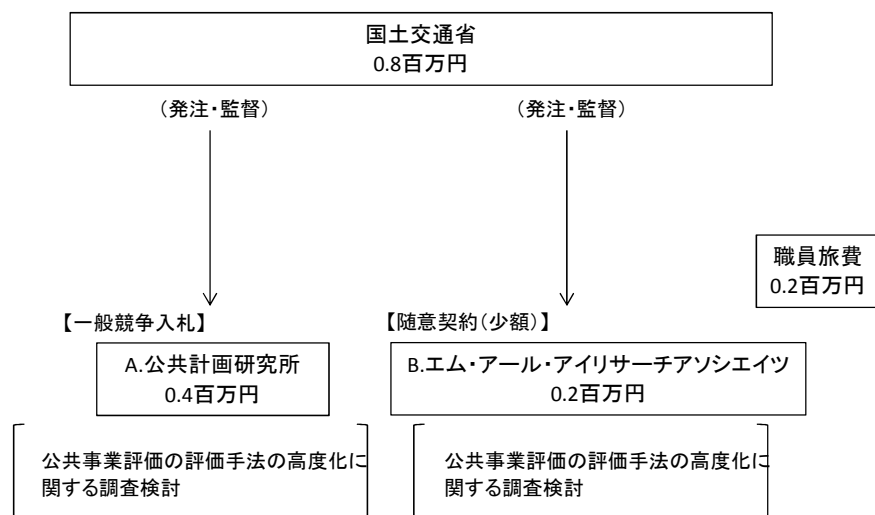 国土交通省
0.8百万円
（発注・監督）
（発注・監督）
職員旅費
0.2百万円
【一般競争入札】
【随意契約（少額）】
A.公共計画研究所
0.4百万円
B.エム・アール・アイリサーチアソシエイツ
0.2百万円
公共事業評価の評価手法の高度化に
関する調査検討
公共事業評価の評価手法の高度化に
関する調査検討